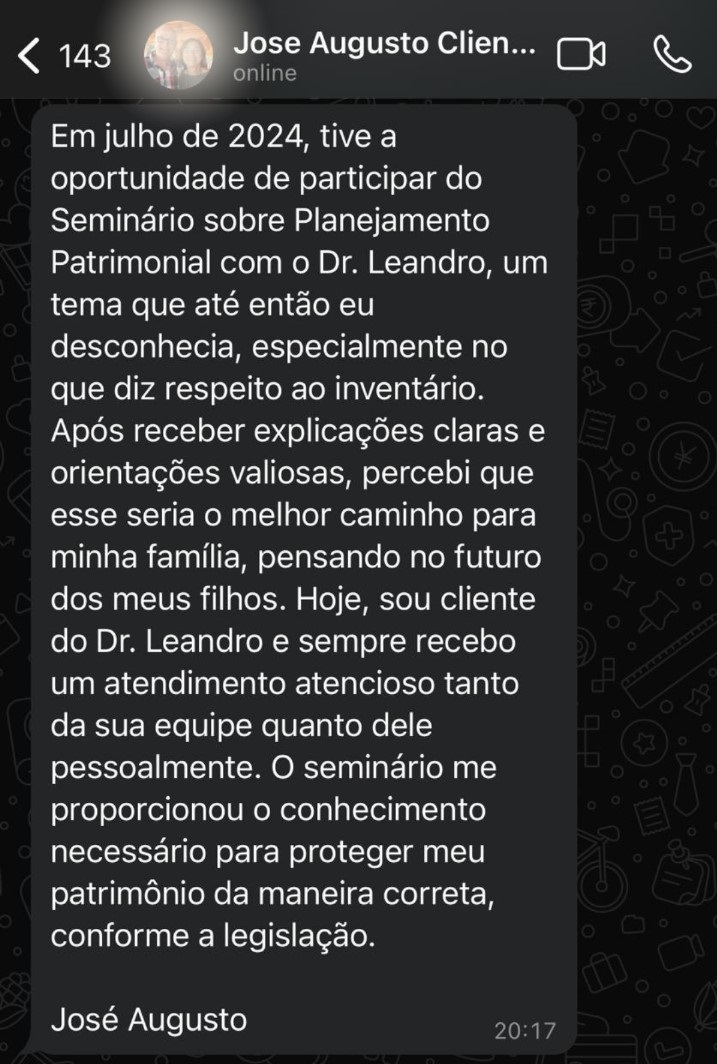 143
Jose Augusto Clien...
online
Em julho de 2024, tive a
oportunidade de participar do
Seminário sobre Planejamento
Patrimonial com o Dr. Leandro, um
tema que até então eu
desconhecia, especialmente no
que diz respeito ao inventário.
Após receber explicações claras e
orientações valiosas, percebi que
esse seria o melhor caminho para
minha família, pensando no futuro
dos meus filhos. Hoje, sou cliente
do Dr. Leandro e sempre recebo
um atendimento atencioso tanto
da sua equipe quanto dele
pessoalmente. O seminário me
proporcionou o conhecimento
necessário para proteger meu
patrimônio da maneira correta,
conforme a legislação.
José Augusto
20:17